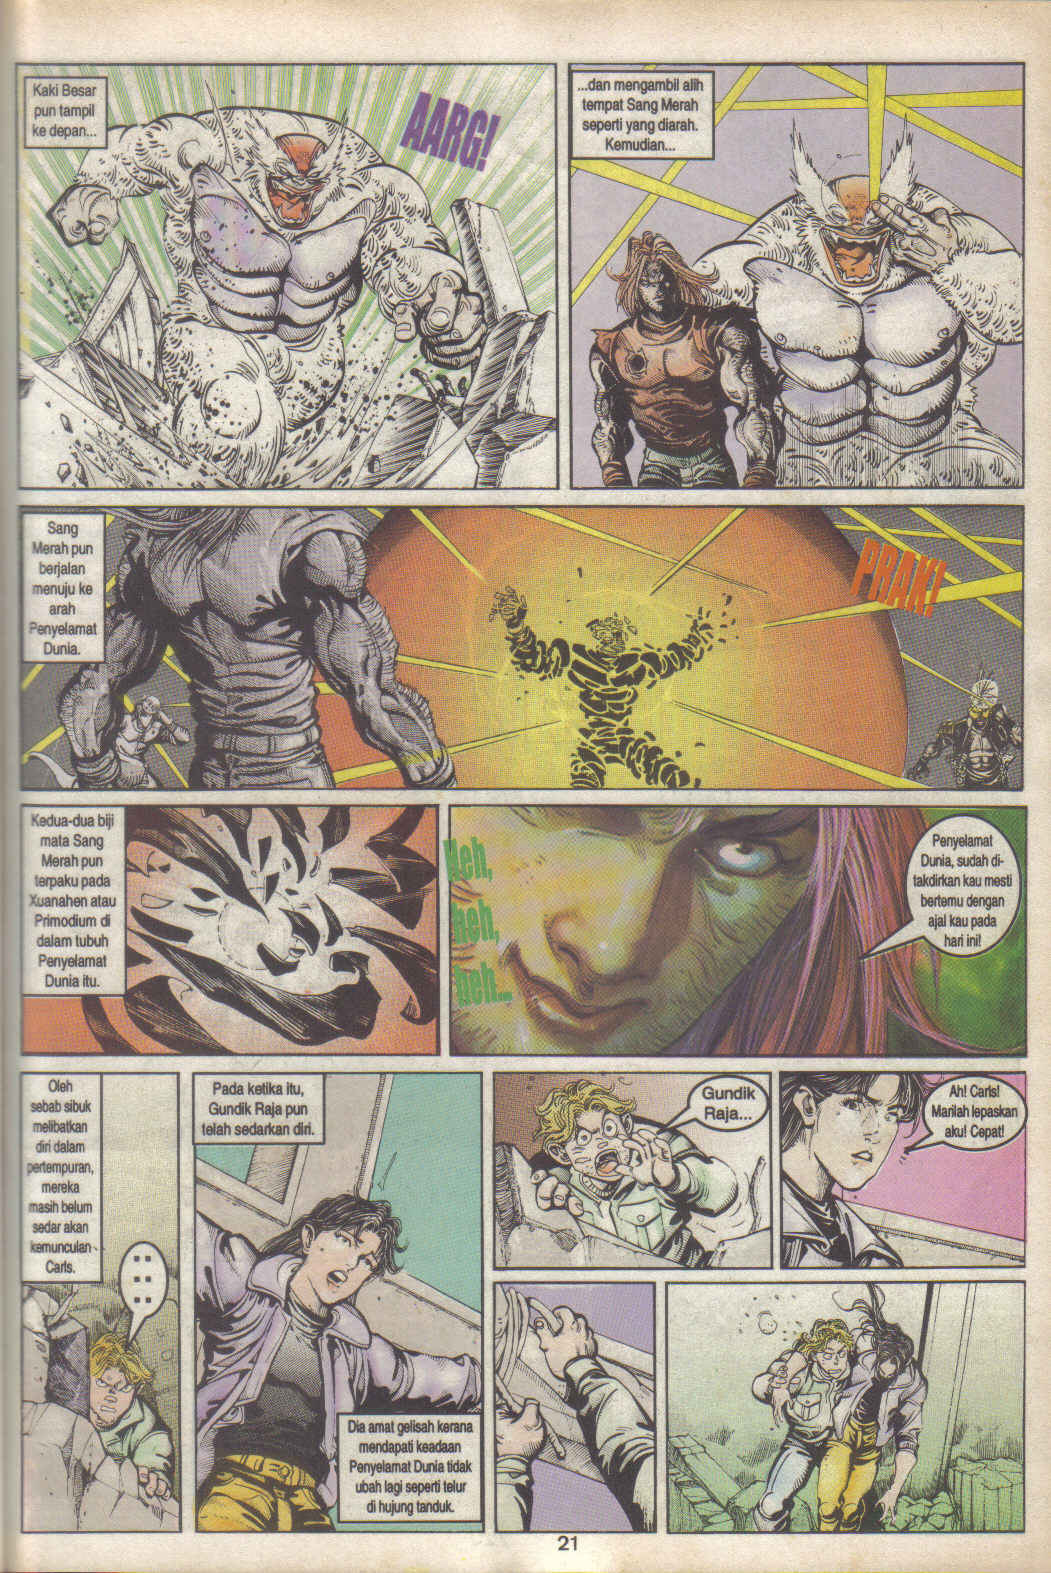 Kaki Besar
pun tampil
ke depan...
AARG!
...dan mengambil alih
tempat Sang Merah
seperti yang diarah.
Kemudian...
Sang
Merah pun
berjalan
menuju ke
arah
Penyelamat
Dunia.
PRAK!
Kedua-dua biji
mata Sang
Merah pun
terpaku pada
Xuanahen atau
Primodium di
dalam tubuh
Penyelamat
Dunia itu.
Heh,
heh,
heh...
Penyelamat
Dunia, sudah di-
takdirkan kau mesti
bertemu dengan
ajal kau pada
hari ini!
Oleh
sebab sibuk
melibatkan
diri dalam
pertempuran,
mereka
masih belum
sedar akan
kemunculan
Carls.
Pada ketika itu,
Gundik Raja pun
telah sedarkan diri.
Dia amat gelisah kerana
mendapati keadaan
Penyelamat Dunia tidak
ubah lagi seperti telur
di hujung tanduk.
Gundik
Raja...
Ah! Carls!
Marilah lepaskan
aku! Cepat!
21